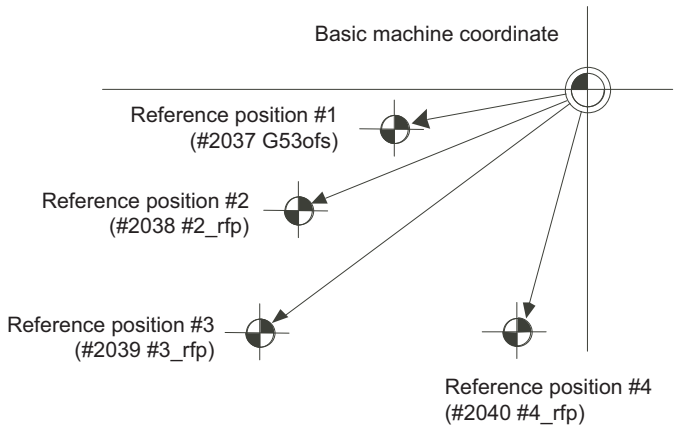 Basic machine coordinate
Reference position #1
(#2037 G53ofs)
Reference position #2
(#2038 #2_rfp)
Reference position #3
(#2039 #3_rfp)
Reference position #4
(#2040 #4_rfp)